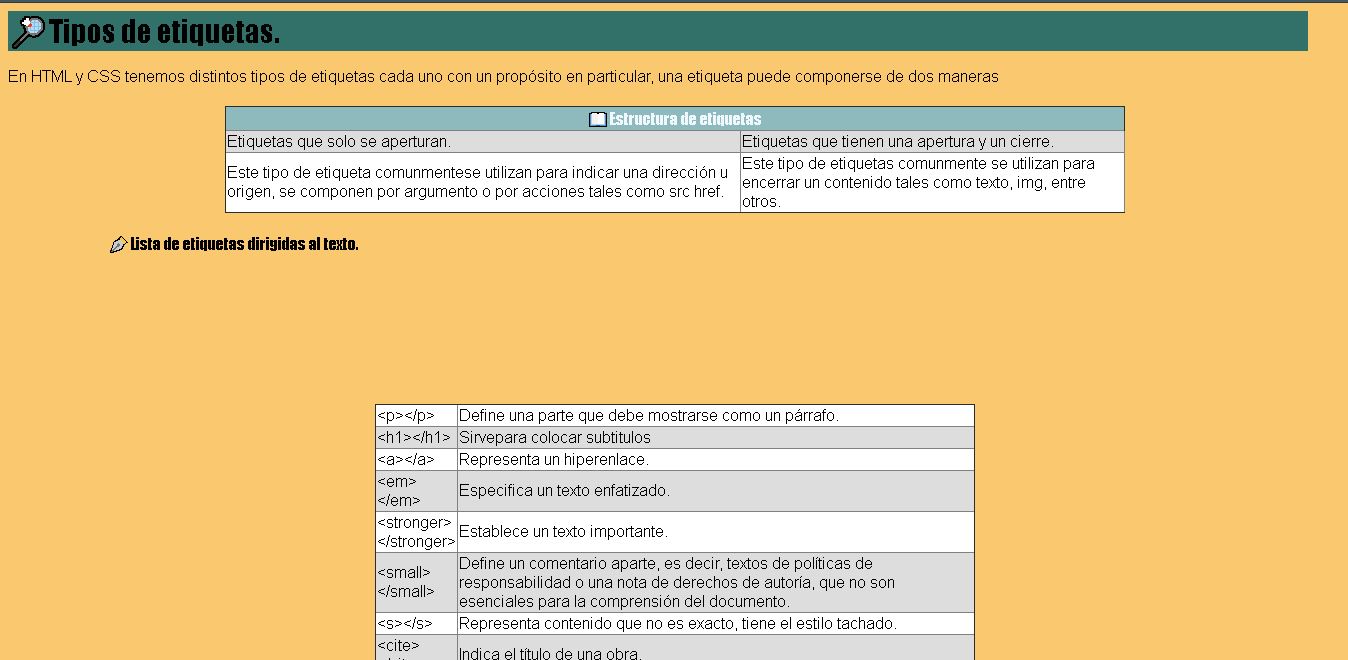 Tipos de etiquetas.
En HTML y CSS tenemos distintos tipos de etiquetas cada uno con un propósito en particular, una etiqueta puede componerse de dos maneras
Estructura de etiquetas
Etiquetas que solo se aperturan.
Etiquetas que tienen una apertura y un cierre.
Este tipo de etiqueta comunmentese utilizan para indicar una dirección u
origen, se componen por argumento o por acciones tales como src href.
Este tipo de etiquetas comunmente se utilizan para
encerrar un contenido tales como texto, img, entre
otros.
Lista de etiquetas dirigidas al texto.
<p></p>
Define una parte que debe mostrarse como un párrafo.
<h1></h1>
Sirvepara colocar subtitulos
<a></a>
Representa un hiperenlace.
<em>
</em>
Especifica un texto enfatizado.
<stronger>
</stronger>
Establece un texto importante.
<small>
</small>
Define un comentario aparte, es decir, textos de políticas de
responsabilidad o una nota de derechos de autoría, que no son
esenciales para la comprensión del documento.
<s></s>
Representa contenido que no es exacto, tiene el estilo tachado.
<cite>
Indica el título de una obra.